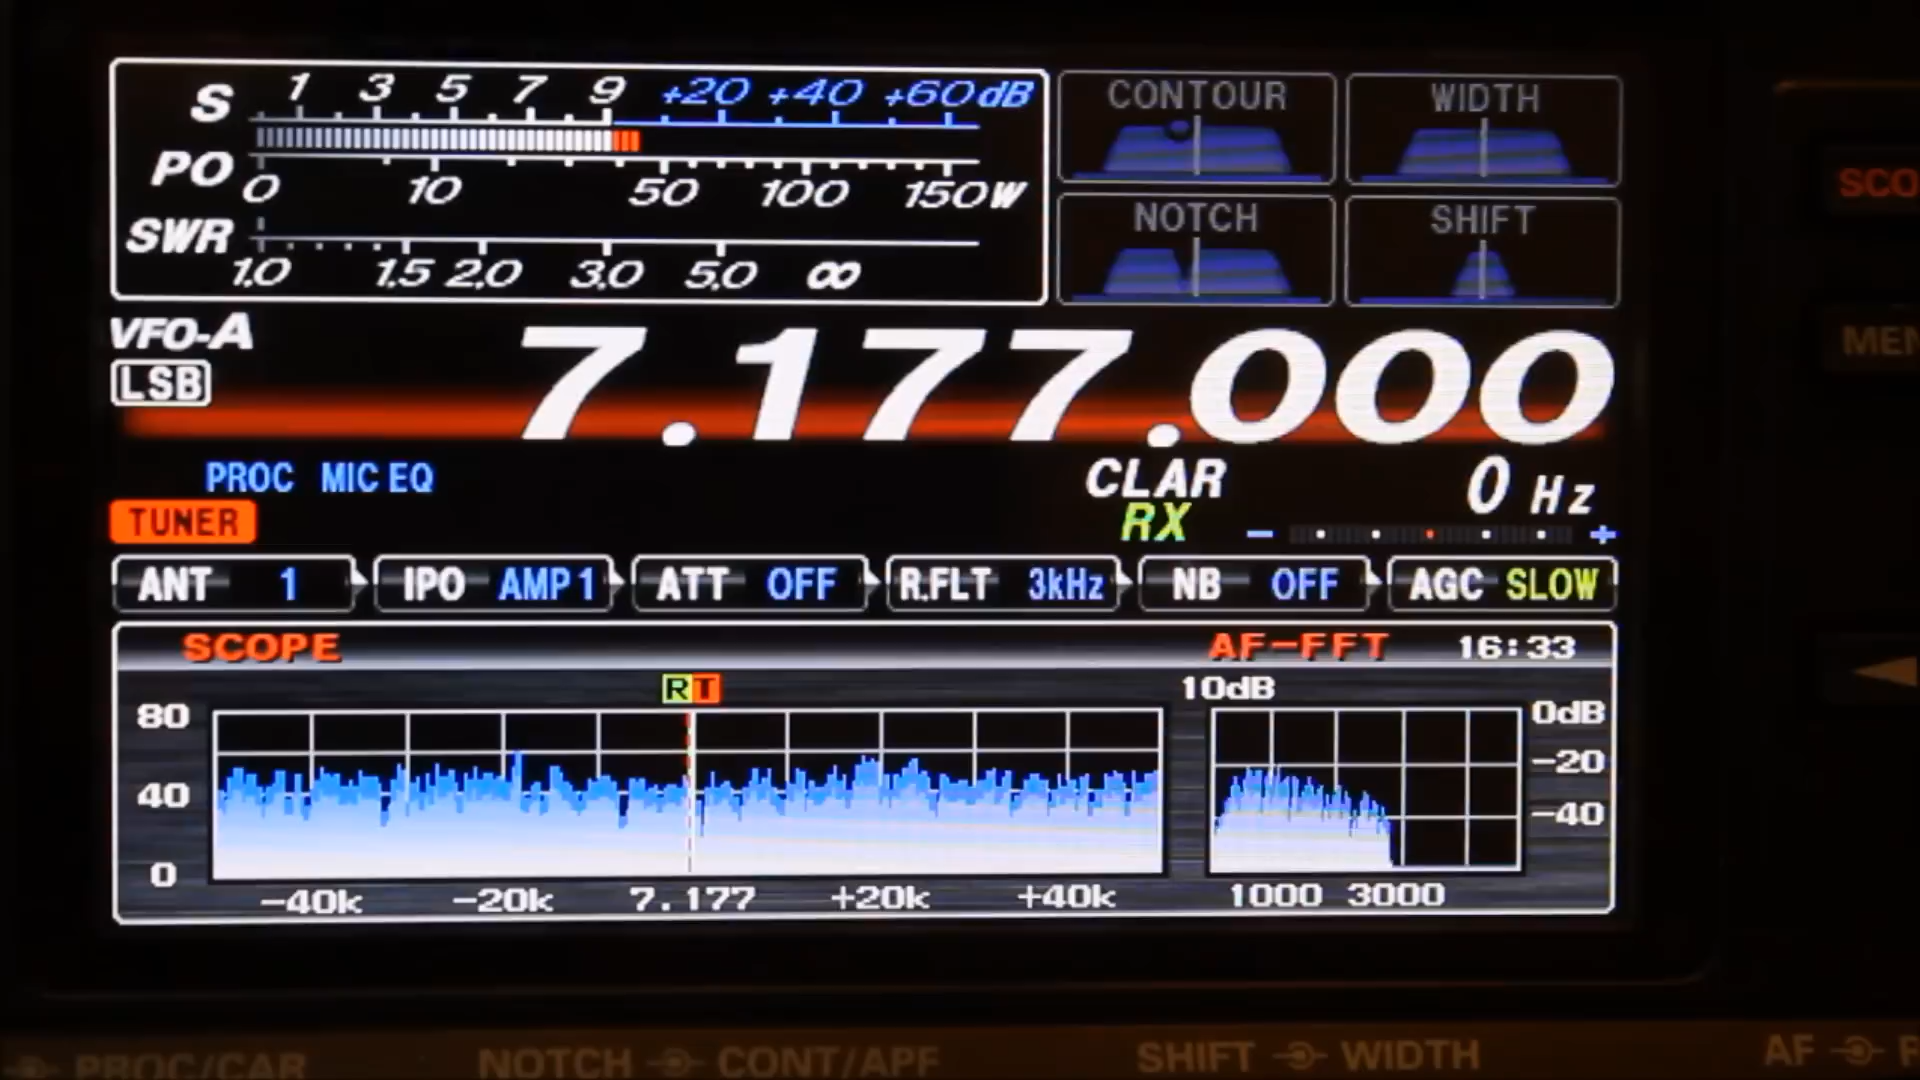 S 1 3 5 7 9 +20 +40 +60dB
PO 0 10 50 100 150W
SWR 1.0 1.5 2.0 3.0 5.0 ∞
CONTOUR WIDTH
NOTCH SHIFT
VFO-A
LSB
7.177.000
PROC MIC EQ
CLAR 0 Hz
TUNER
RX − +
ANT 1 IPO AMP1 ATT OFF R.FLT 3kHz NB OFF AGC SLOW
SCOPE AF-FFT 16:33
RT
10dB
80
40
0
-40k -20k 7.177 +20k +40k
0dB
-20
-40
1000 3000
SCO
MEN
PROC/CAR NOTCH CONT/APF SHIFT WIDTH AF